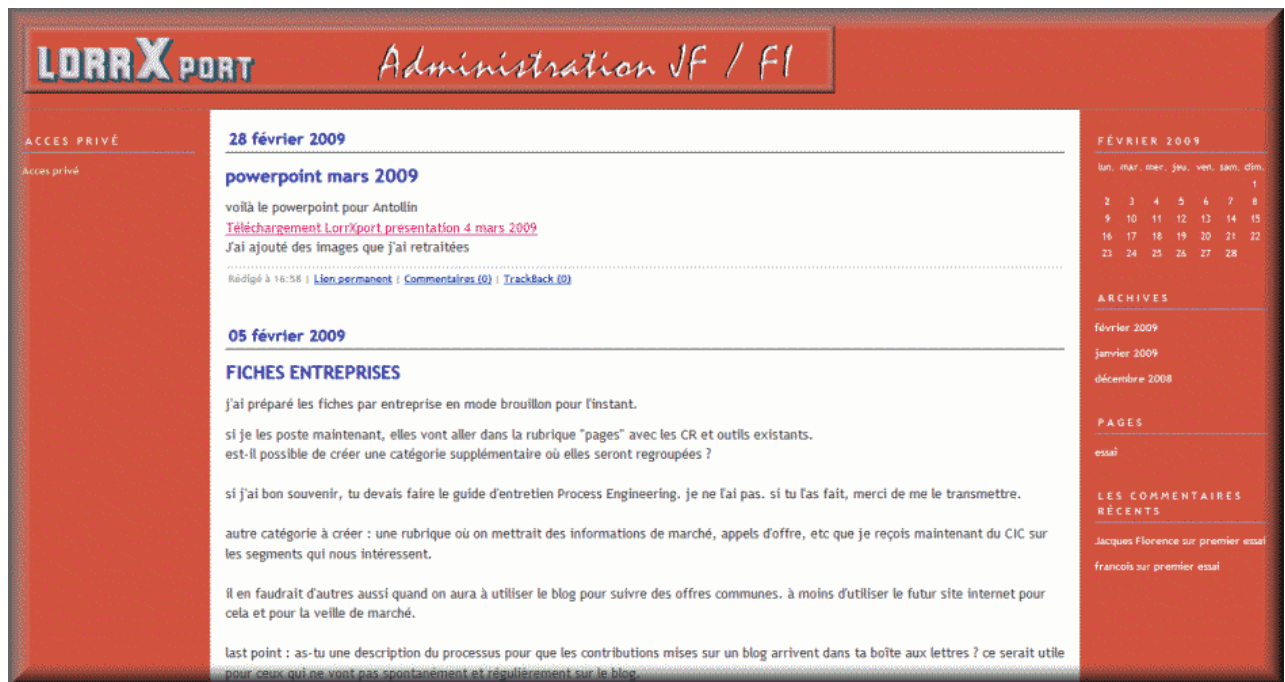 LORRXPORT Administration JF / FI
ACCES PRIVÉ
Acces privé
28 février 2009
powerpoint mars 2009
voilà le powerpoint pour Antollin
Téléchargement LorrXport presentation 4 mars 2009
J'ai ajouté des images que j'ai retraitées
Rédigé à 16:58 | Lien permanent | Commentaires (0) | TrackBack (0)
05 février 2009
FICHES ENTREPRISES
j'ai préparé les fiches par entreprise en mode brouillon pour l'instant.
si je les poste maintenant, elles vont aller dans la rubrique "pages" avec les CR et outils existants.
est-il possible de créer une catégorie supplémentaire où elles seront regroupées ?
si j'ai bon souvenir, tu devais faire le guide d'entretien Process Engineering. je ne l'ai pas. si tu l'as fait, merci de me le transmettre.
autre catégorie à créer : une rubrique où on mettrait des informations de marché, appels d'offre, etc que je reçois maintenant du CIC sur
les segments qui nous intéressent.
il en faudrait d'autres aussi quand on aura à utiliser le blog pour suivre des offres communes. à moins d'utiliser le futur site internet pour
cela et pour la veille de marché.
last point : as-tu une description du processus pour que les contributions mises sur un blog arrivent dans ta boîte aux lettres ? ce serait utile
pour ceux qui ne vont pas spontanément et régulièrement sur le blog.
FÉVRIER 2009
lun. mar. mer. jeu. ven. sam. dim.
1
2 3 4 5 6 7 8
9 10 11 12 13 14 15
16 17 18 19 20 21 22
23 24 25 26 27 28
ARCHIVES
février 2009
janvier 2009
décembre 2008
PAGES
essai
LES COMMENTAIRES
RÉCENTS
Jacques Florence sur premier essai
francois sur premier essai